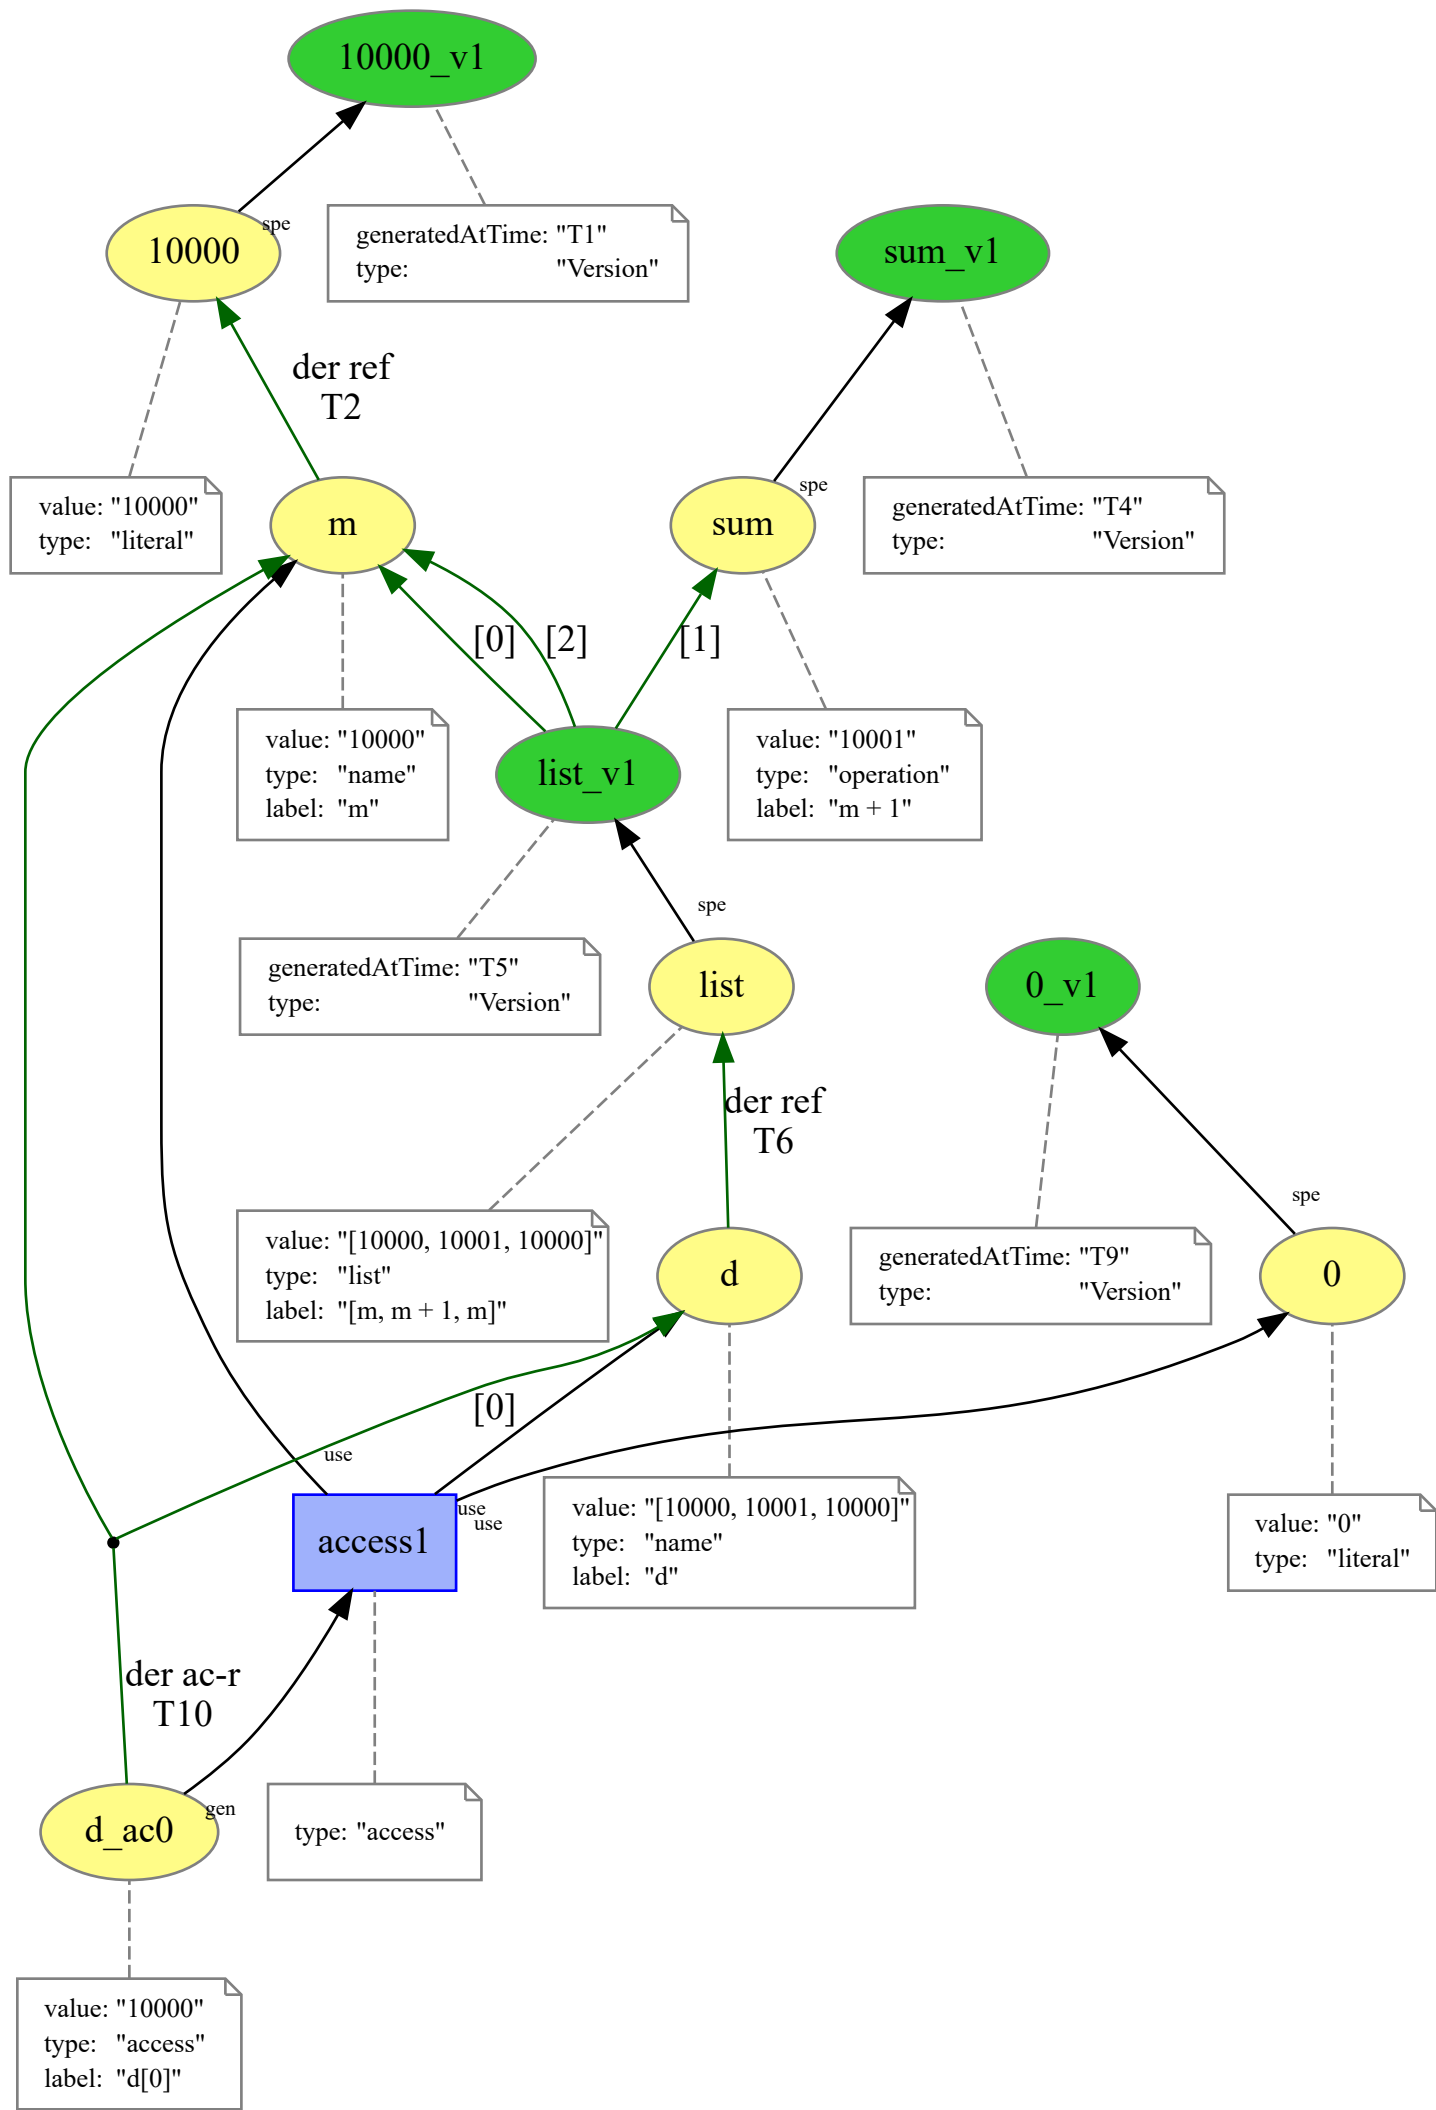 10000_v1
spe
10000
generatedAtTime: "T1"
type: "Version"
sum_v1
der ref
T2
value: "10000"
type: "literal"
m
spe
sum
generatedAtTime: "T4"
type: "Version"
[0]
[2]
[1]
value: "10000"
type: "name"
label: "m"
list_v1
value: "10001"
type: "operation"
label: "m + 1"
spe
generatedAtTime: "T5"
type: "Version"
list
0_v1
der ref
T6
spe
value: "[10000, 10001, 10000]"
type: "list"
label: "[m, m + 1, m]"
d
generatedAtTime: "T9"
type: "Version"
0
[0]
use
use
use
access1
value: "[10000, 10001, 10000]"
type: "name"
label: "d"
value: "0"
type: "literal"
der ac-r
T10
gen
d_ac0
type: "access"
value: "10000"
type: "access"
label: "d[0]"